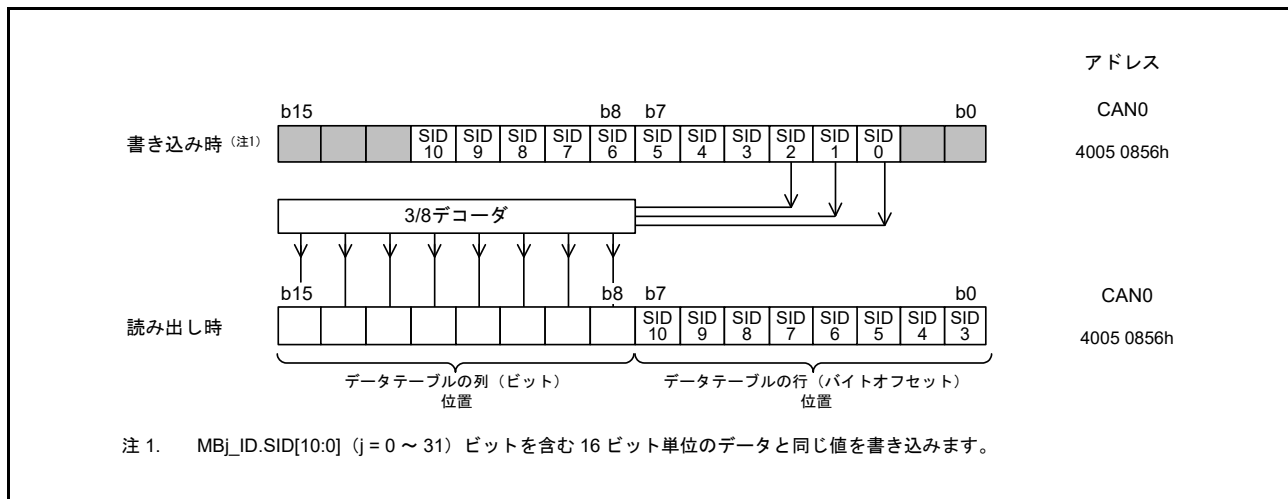 アドレス
b15 b8 b7 b0 CAN0
書き込み時（注1） SID 10 SID 9 SID 8 SID 7 SID 6 SID 5 SID 4 SID 3 SID 2 SID 1 SID 0 4005 0856h
3/8デコーダ
b15 b8 b7 b0 CAN0
読み出し時 SID 10 SID 9 SID 8 SID 7 SID 6 SID 5 SID 4 SID 3 4005 0856h
データテーブルの列（ビット） データテーブルの行（バイトオフセット）
位置 位置
注 1. MBj_ID.SID[10:0]（j = 0 ～ 31）ビットを含む 16 ビット単位のデータと同じ値を書き込みます。